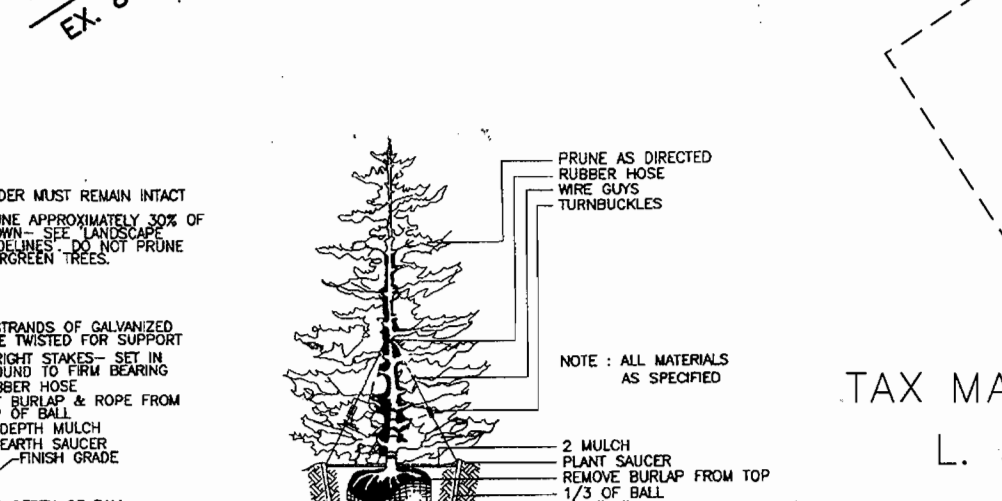 EX.
DER MUST REMAIN INTACT
UNE APPROXIMATELY 30% OF
OWN- SEE 'LANDSCAPE
DELINES'. DO NOT PRUNE
ERGREEN TREES.
STRANDS OF GALVANIZED
E TWISTED FOR SUPPORT
RIGHT STAKES- SET IN
OUND TO FIRM BEARING
BBER HOSE
T BURLAP & ROPE FROM
P OF BALL
DEPTH MULCH
EARTH SAUCER
FINISH GRADE
PRUNE AS DIRECTED
RUBBER HOSE
WIRE GUYS
TURNBUCKLES
NOTE : ALL MATERIALS
AS SPECIFIED
2 MULCH
PLANT SAUCER
REMOVE BURLAP FROM TOP
1/3 OF BALL
TAX MA
L.